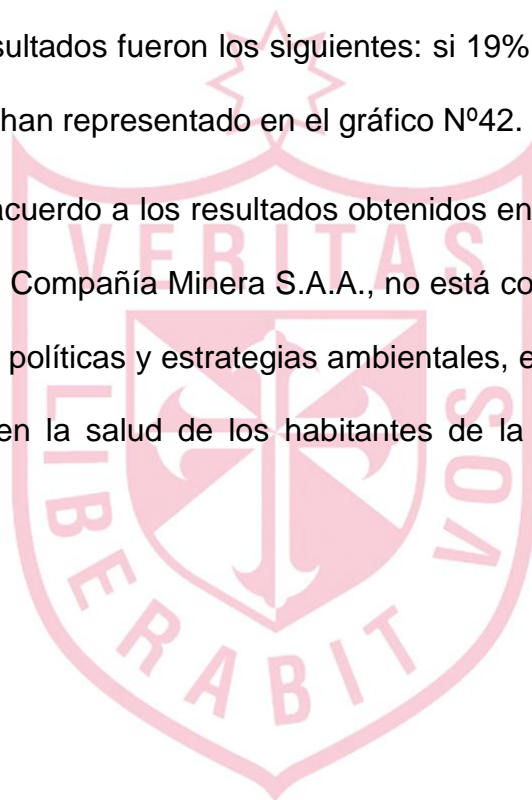 sultados fueron los siguientes: si 19%
han representado en el gráfico Nº42.
acuerdo a los resultados obtenidos en
Compañía Minera S.A.A., no está co
políticas y estrategias ambientales, e
en la salud de los habitantes de la
VERITAS
LIBERABIT
VOS